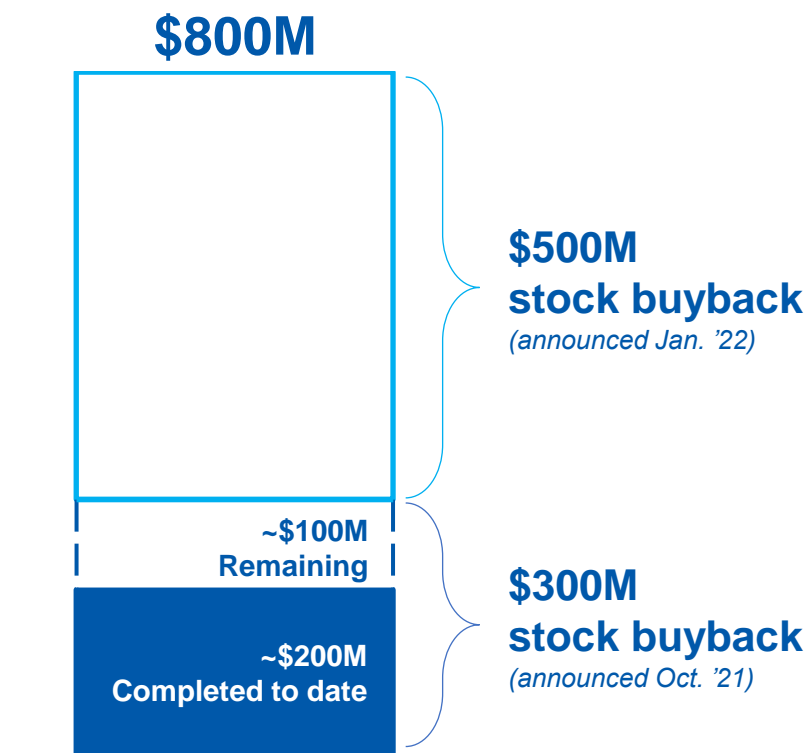 $800M
$500M
stock buyback
(announced Jan. ’22)
~$100M
Remaining
$300M
stock buyback
(announced Oct. ’21)
~$200M
Completed to date